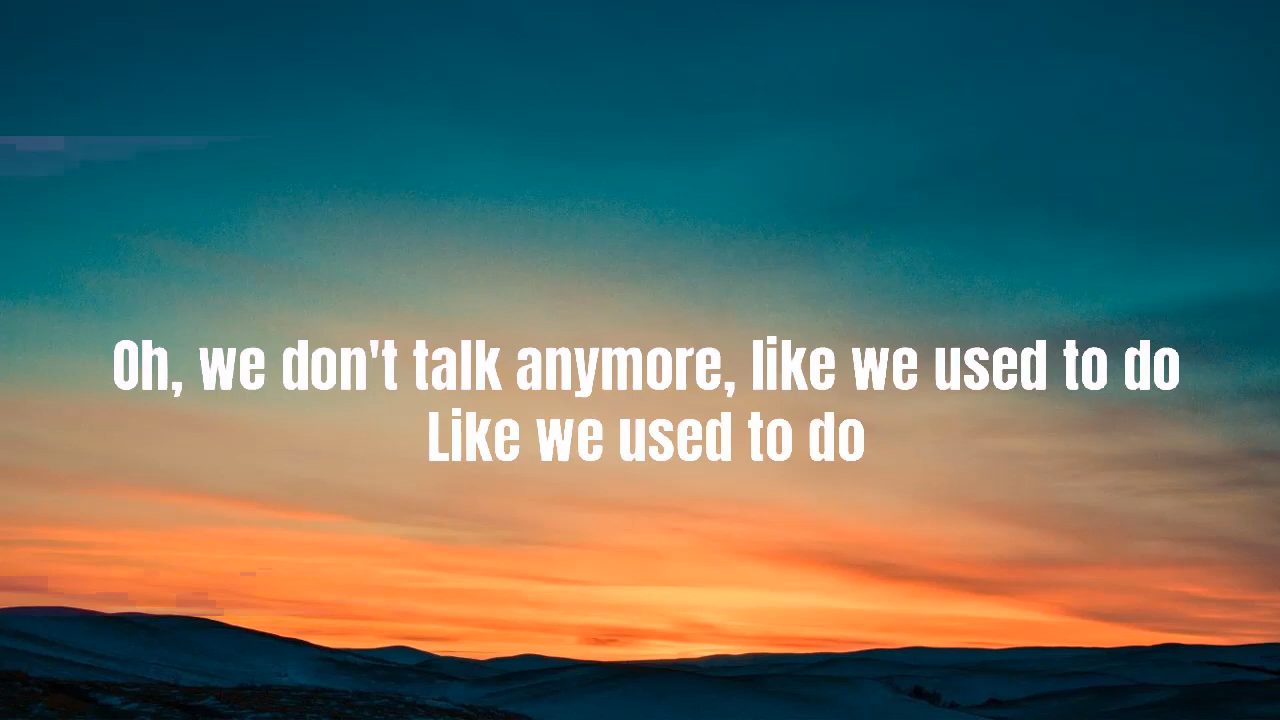 Oh, we don't talk anymore, like we used to do
Like we used to do